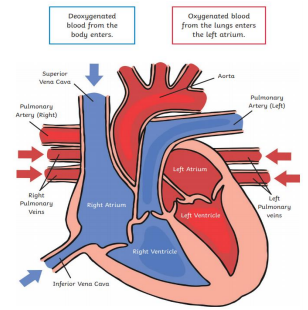 Deoxygenated
blood from the
body enters.
Oxygenated blood
from the lungs enters
the left atrium.
Superior
Vena Cava
Aorta
Pulmonary
Artery (Right)
Pulmonary
Artery (Left)
Left Atrium
Right
Pulmonary
Veins
Right Atrium
Left Ventricle
Left
Pulmonary
veins
Right Ventricle
Inferior Vena Cava